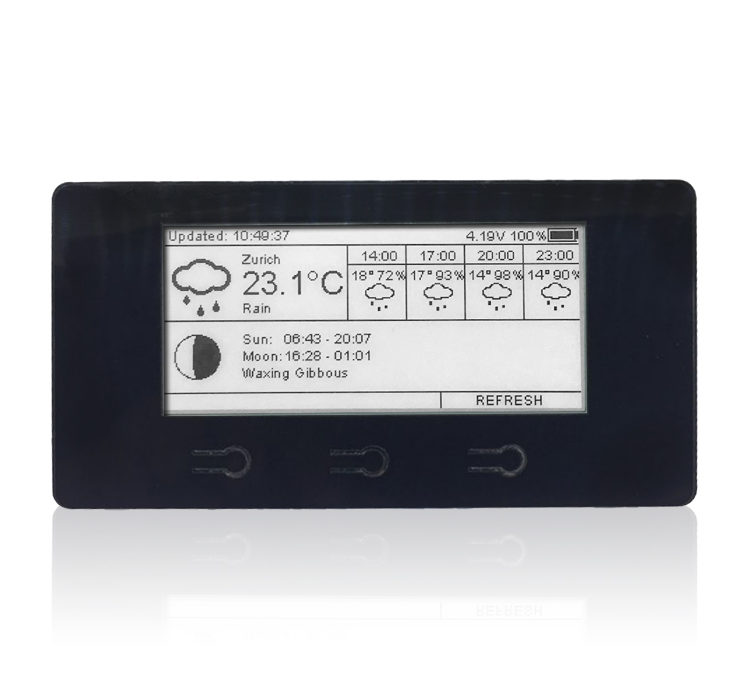 Updated: 10:49:37 4.19V 100%
Zurich 14:00 17:00 20:00 23:00
23.1°C 18°72% 17°93% 14°98% 14°90%
Rain
Sun: 06:43 - 20:07
Moon: 16:28 - 01:01
Waxing Gibbous
REFRESH